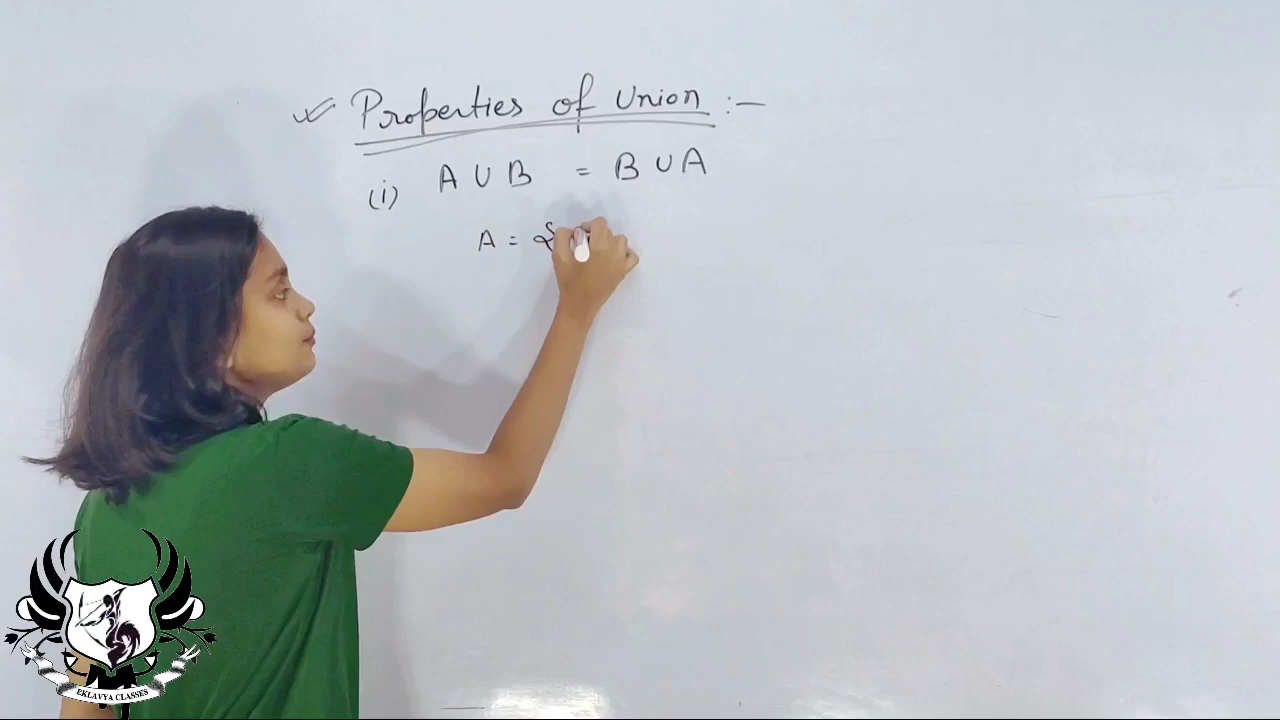 Properties of Union :-
(i) A ∪ B = B ∪ A
A = {
EKLAVYA CLASSES